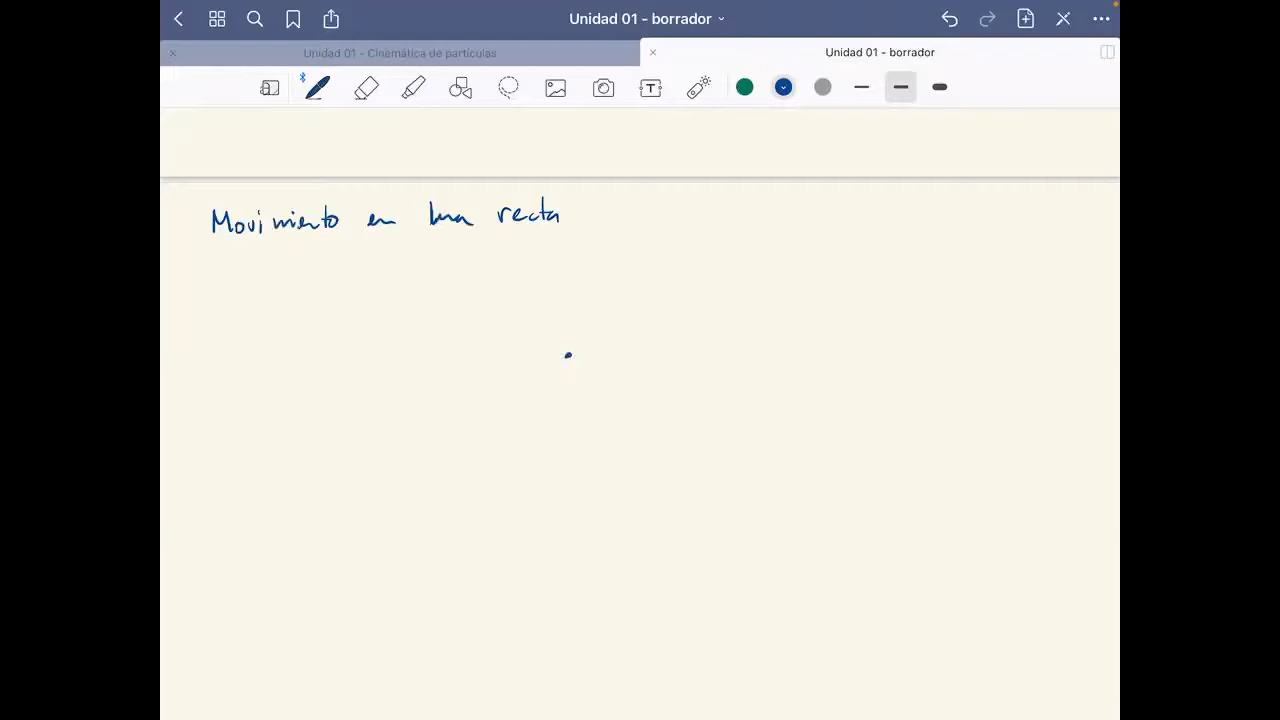 Unidad 01 - borrador
Unidad 01 - Cinemática de partículas
Unidad 01 - borrador
T
Movimiento en una recta